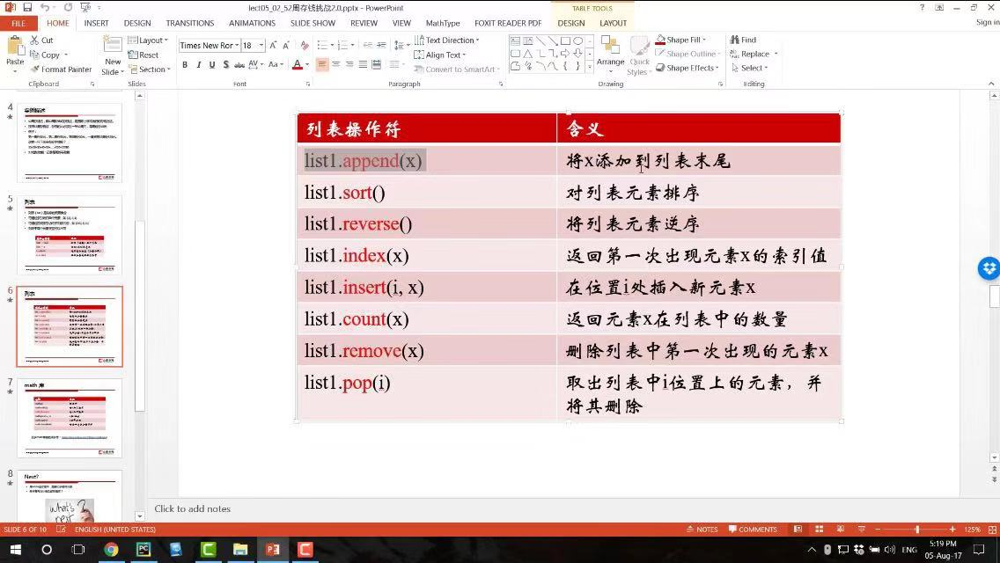 lect05_02_52周存钱挑战2.0.pptx - PowerPoint
TABLE TOOLS
FILE HOME INSERT DESIGN TRANSITIONS ANIMATIONS SLIDE SHOW REVIEW VIEW MathType FOXIT READER PDF DESIGN LAYOUT
Sign in
Cut
Copy
Format Painter
Paste
Clipboard
New
Slide
Layout
Reset
Section
Slides
Times New Ror 18
Font
Text Direction
Align Text
Convert to SmartArt
Paragraph
Arrange
Quick
Styles
Shape Fill
Shape Outline
Shape Effects
Drawing
Find
Replace
Select
Editing
4
5
列表
6
列表
7
math 库
8
Next?
what's
next
列表操作符 含义
list1.append(x) 将x添加到列表末尾
list1.sort() 对列表元素排序
list1.reverse() 将列表元素逆序
list1.index(x) 返回第一次出现元素x的索引值
list1.insert(i, x) 在位置i处插入新元素x
list1.count(x) 返回元素x在列表中的数量
list1.remove(x) 删除列表中第一次出现的元素x
list1.pop(i) 取出列表中i位置上的元素，并
将其删除
Click to add notes
SLIDE 6 OF 10 ENGLISH (UNITED STATES) NOTES COMMENTS 125%
ENG
5:19 PM
05-Aug-17